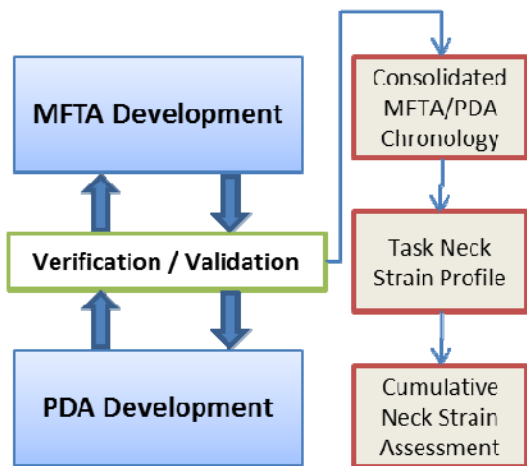 MFTA Development
Verification / Validation
PDA Development
Consolidated
MFTA/PDA
Chronology
Task Neck
Strain Profile
Cumulative
Neck Strain
Assessment